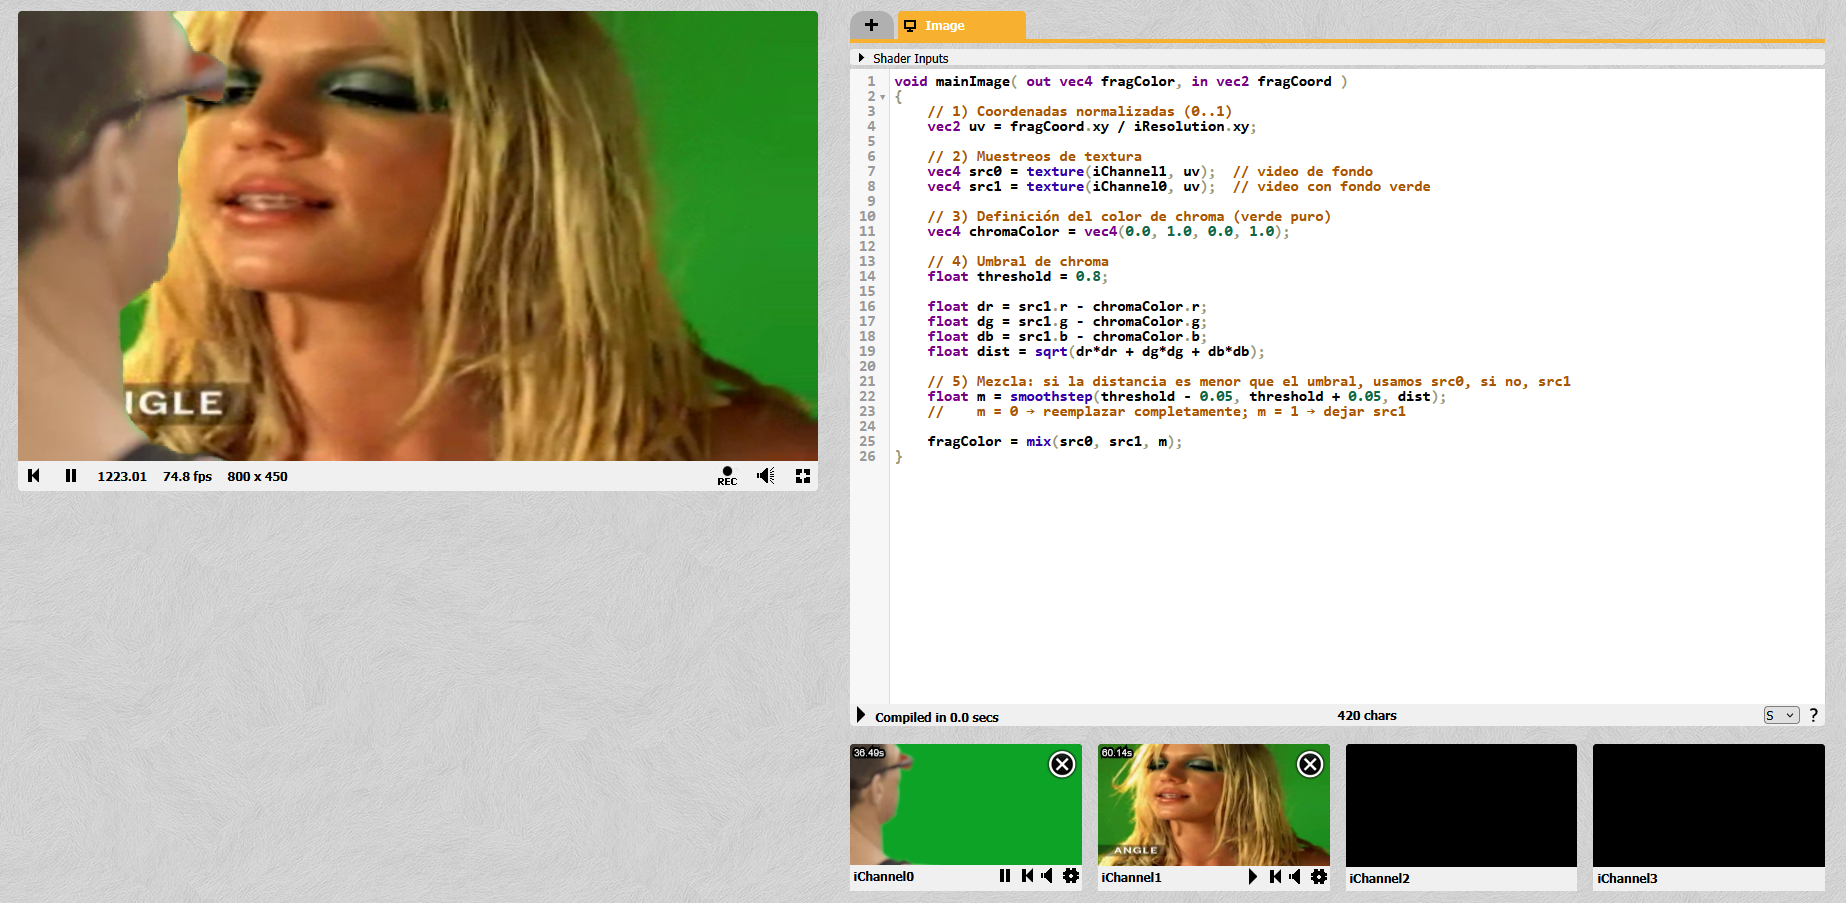 IGLE
1223.01 74.8 fps 800 x 450 REC
+ Image
Shader Inputs
1 void mainImage( out vec4 fragColor, in vec2 fragCoord )
2 {
3 // 1) Coordenadas normalizadas (0..1)
4 vec2 uv = fragCoord.xy / iResolution.xy;
5
6 // 2) Muestreos de textura
7 vec4 src0 = texture(iChannel1, uv); // video de fondo
8 vec4 src1 = texture(iChannel0, uv); // video con fondo verde
9
10 // 3) Definición del color de chroma (verde puro)
11 vec4 chromaColor = vec4(0.0, 1.0, 0.0, 1.0);
12
13 // 4) Umbral de chroma
14 float threshold = 0.8;
15
16 float dr = src1.r - chromaColor.r;
17 float dg = src1.g - chromaColor.g;
18 float db = src1.b - chromaColor.b;
19 float dist = sqrt(dr*dr + dg*dg + db*db);
20
21 // 5) Mezcla: si la distancia es menor que el umbral, usamos src0, si no, src1
22 float m = smoothstep(threshold - 0.05, threshold + 0.05, dist);
23 // m = 0 → reemplazar completamente; m = 1 → dejar src1
24
25 fragColor = mix(src0, src1, m);
26 }
Compiled in 0.0 secs 420 chars S ?
36.49s
60.14s
ANGLE
iChannel0 iChannel1 iChannel2 iChannel3